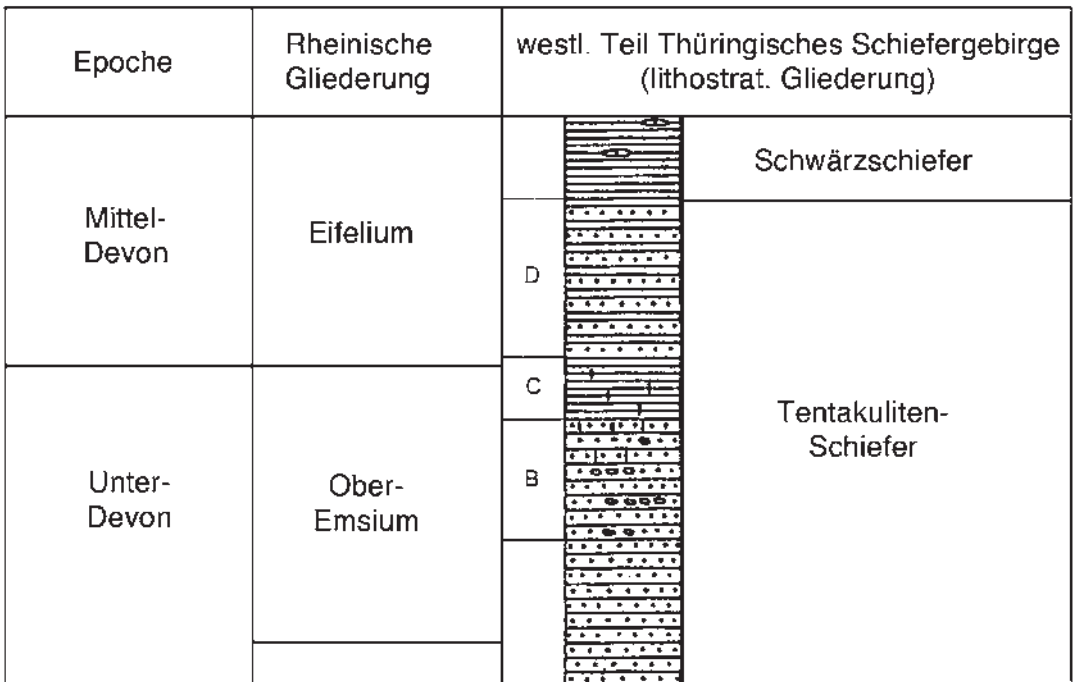 Epoche
Rheinische
Gliederung
westl. Teil Thüringisches Schiefergebirge
(lithostrat. Gliederung)
Mittel-
Devon
Eifelium
Schwärzschiefer
D
C
B
Tentakuliten-
Schiefer
Unter-
Devon
Ober-
Emsium